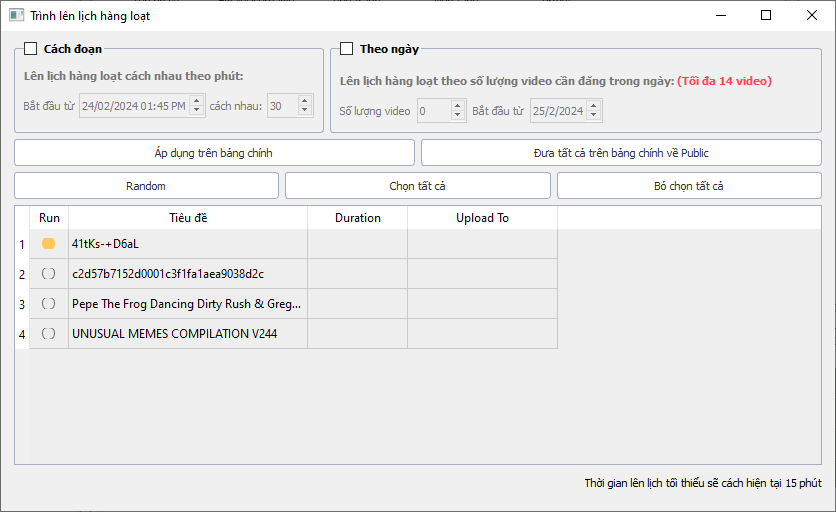 Trình lên lịch hàng loạt
Cách đoạn
Theo ngày
Lên lịch hàng loạt cách nhau theo phút:
Lên lịch hàng loạt theo số lượng video cần đăng trong ngày: (Tối đa 14 video)
Bắt đầu từ 24/02/2024 01:45 PM cách nhau: 30
Số lượng video 0 Bắt đầu từ 25/2/2024
Áp dụng trên bảng chính
Đưa tất cả trên bảng chính về Public
Random
Chọn tất cả
Bỏ chọn tất cả
Run Tiêu đề Duration Upload To
1 41tKs-+D6aL
2 c2d57b7152d0001c3f1fa1aea9038d2c
3 Pepe The Frog Dancing Dirty Rush & Greg...
4 UNUSUAL MEMES COMPILATION V244
Thời gian lên lịch tối thiểu sẽ cách hiện tại 15 phút